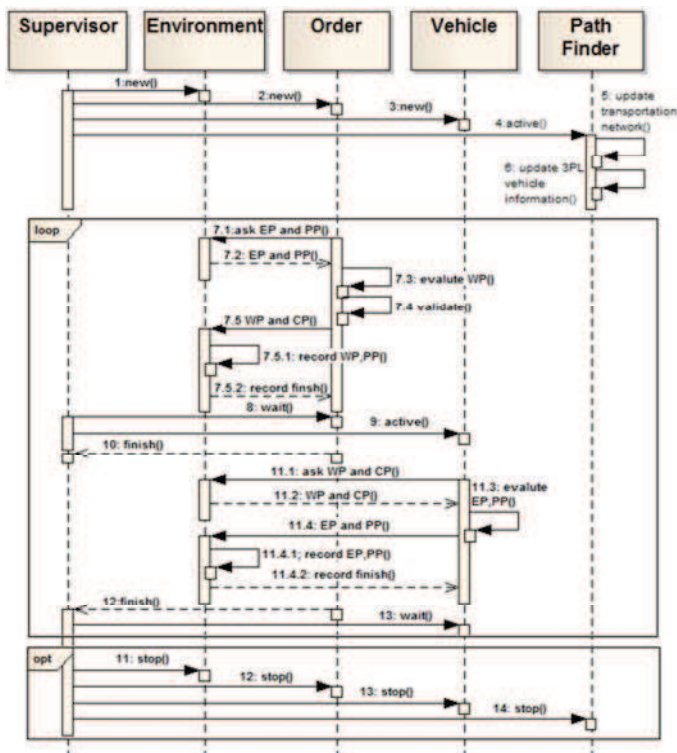 Supervisor
Environment
Order
Vehicle
Path
Finder
1:new()
2:new()
3:new()
4:active()
5: update
transportation
network()
6: update 3PL
vehicle
information()
loop
7.1:ask EP and PP()
7.2: EP and PP()
7.3: evalute WP()
7.4 validate()
7.5 WP and CP()
7.5.1: record WP,PP()
7.5.2: record finsh()
8: wait()
9: active()
10: finish()
11.1: ask WP and CP()
11.2: WP and CP()
11.3: evalute
EP,PP()
11.4: EP and PP()
11.4.1; record EP,PP()
11.4.2: record finish()
12:finish()
13: wait()
opt
11: stop()
12: stop()
13: stop()
14: stop()